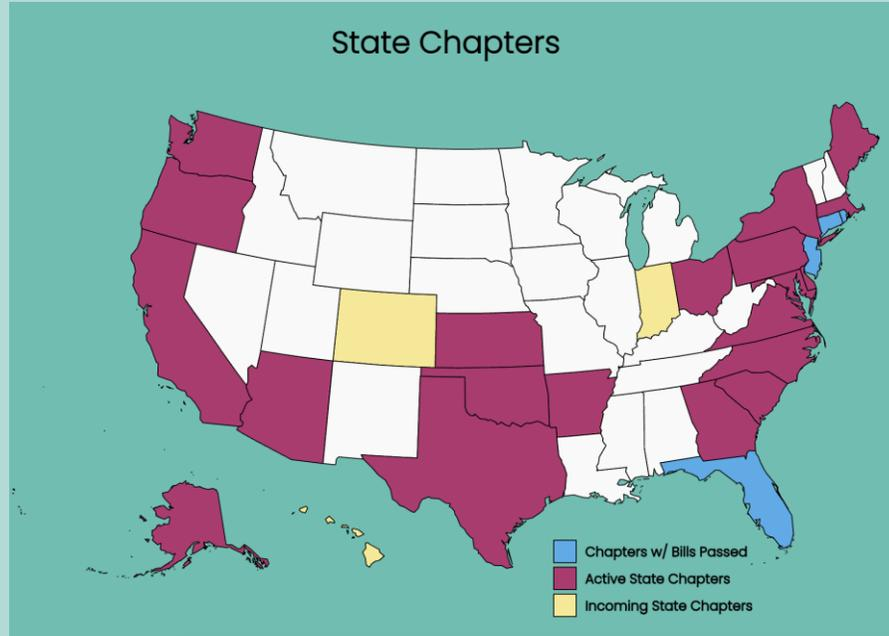 State Chapters
Chapters w/ Bills Passed
Active State Chapters
Incoming State Chapters